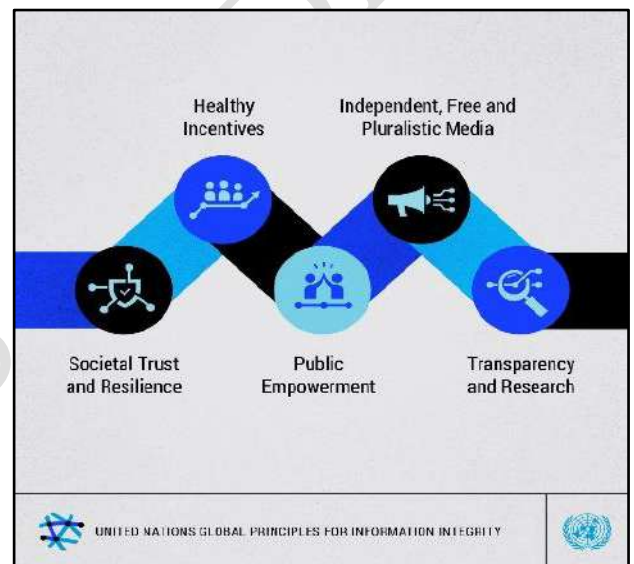 Healthy
Incentives
Independent, Free and
Pluralistic Media
Societal Trust
and Resilience
Public
Empowerment
Transparency
and Research
UNITED NATIONS GLOBAL PRINCIPLES FOR INFORMATION INTEGRITY